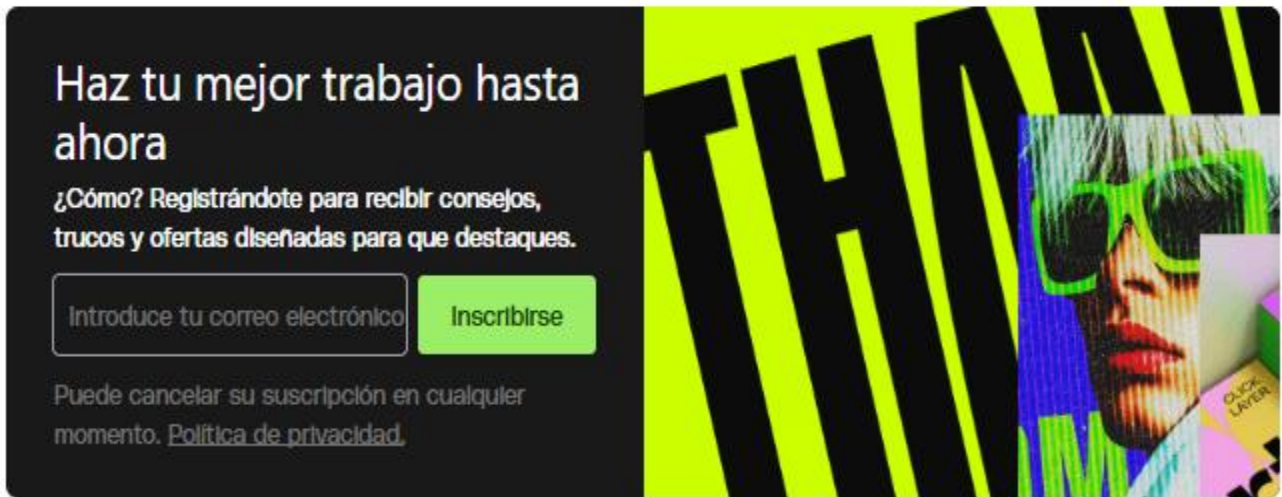 Haz tu mejor trabajo hasta
ahora
¿Cómo? Registrándote para recibir consejos,
trucos y ofertas diseñadas para que destaques.
Introduce tu correo electrónico
Inscribirse
Puede cancelar su suscripción en cualquier
momento. Política de privacidad.
CLICK
LAYER